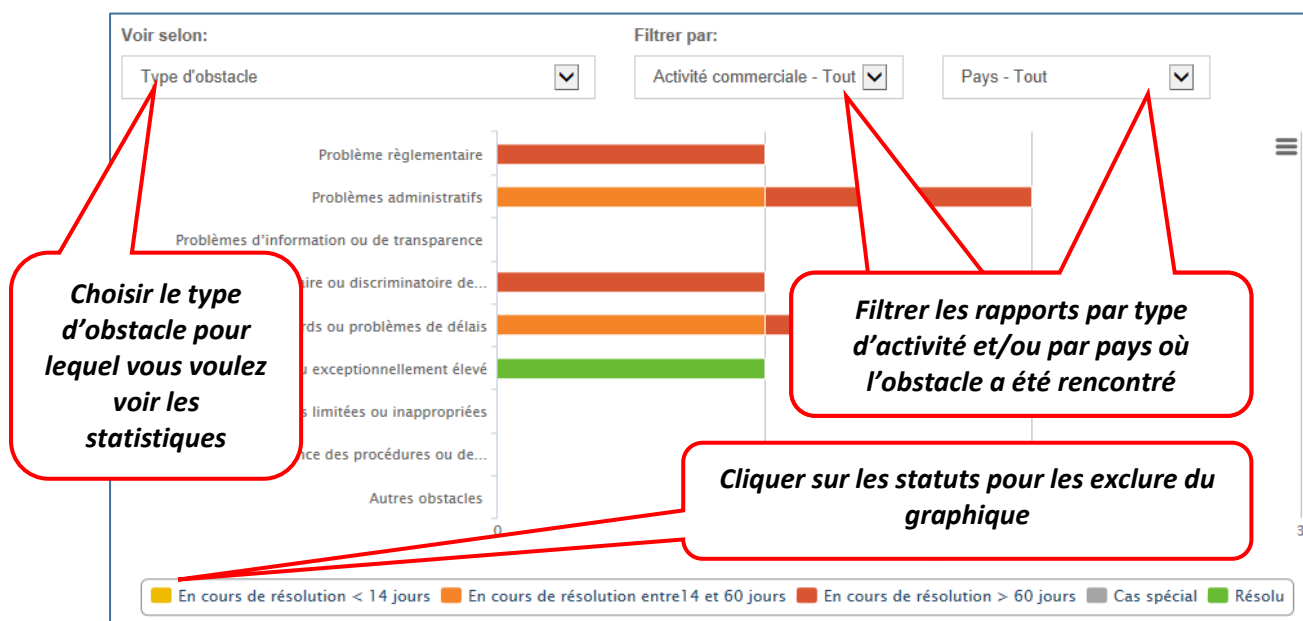 Voir selon:
Filtrer par:
Type d'obstacle
Activité commerciale - Tout
Pays - Tout
Problème règlementaire
Problèmes administratifs
Problèmes d'information ou de transparence
aire ou discriminatoire de...
rds ou problèmes de délais
u exceptionnellement élevé
s limitées ou inappropriées
nce des procédures ou de...
Autres obstacles
Choisir le type
d'obstacle pour
lequel vous voulez
voir les
statistiques
Filtrer les rapports par type
d'activité et/ou par pays où
l'obstacle a été rencontré
Cliquer sur les statuts pour les exclure du
graphique
0
3
En cours de résolution < 14 jours En cours de résolution entre14 et 60 jours En cours de résolution > 60 jours Cas spécial Résolu